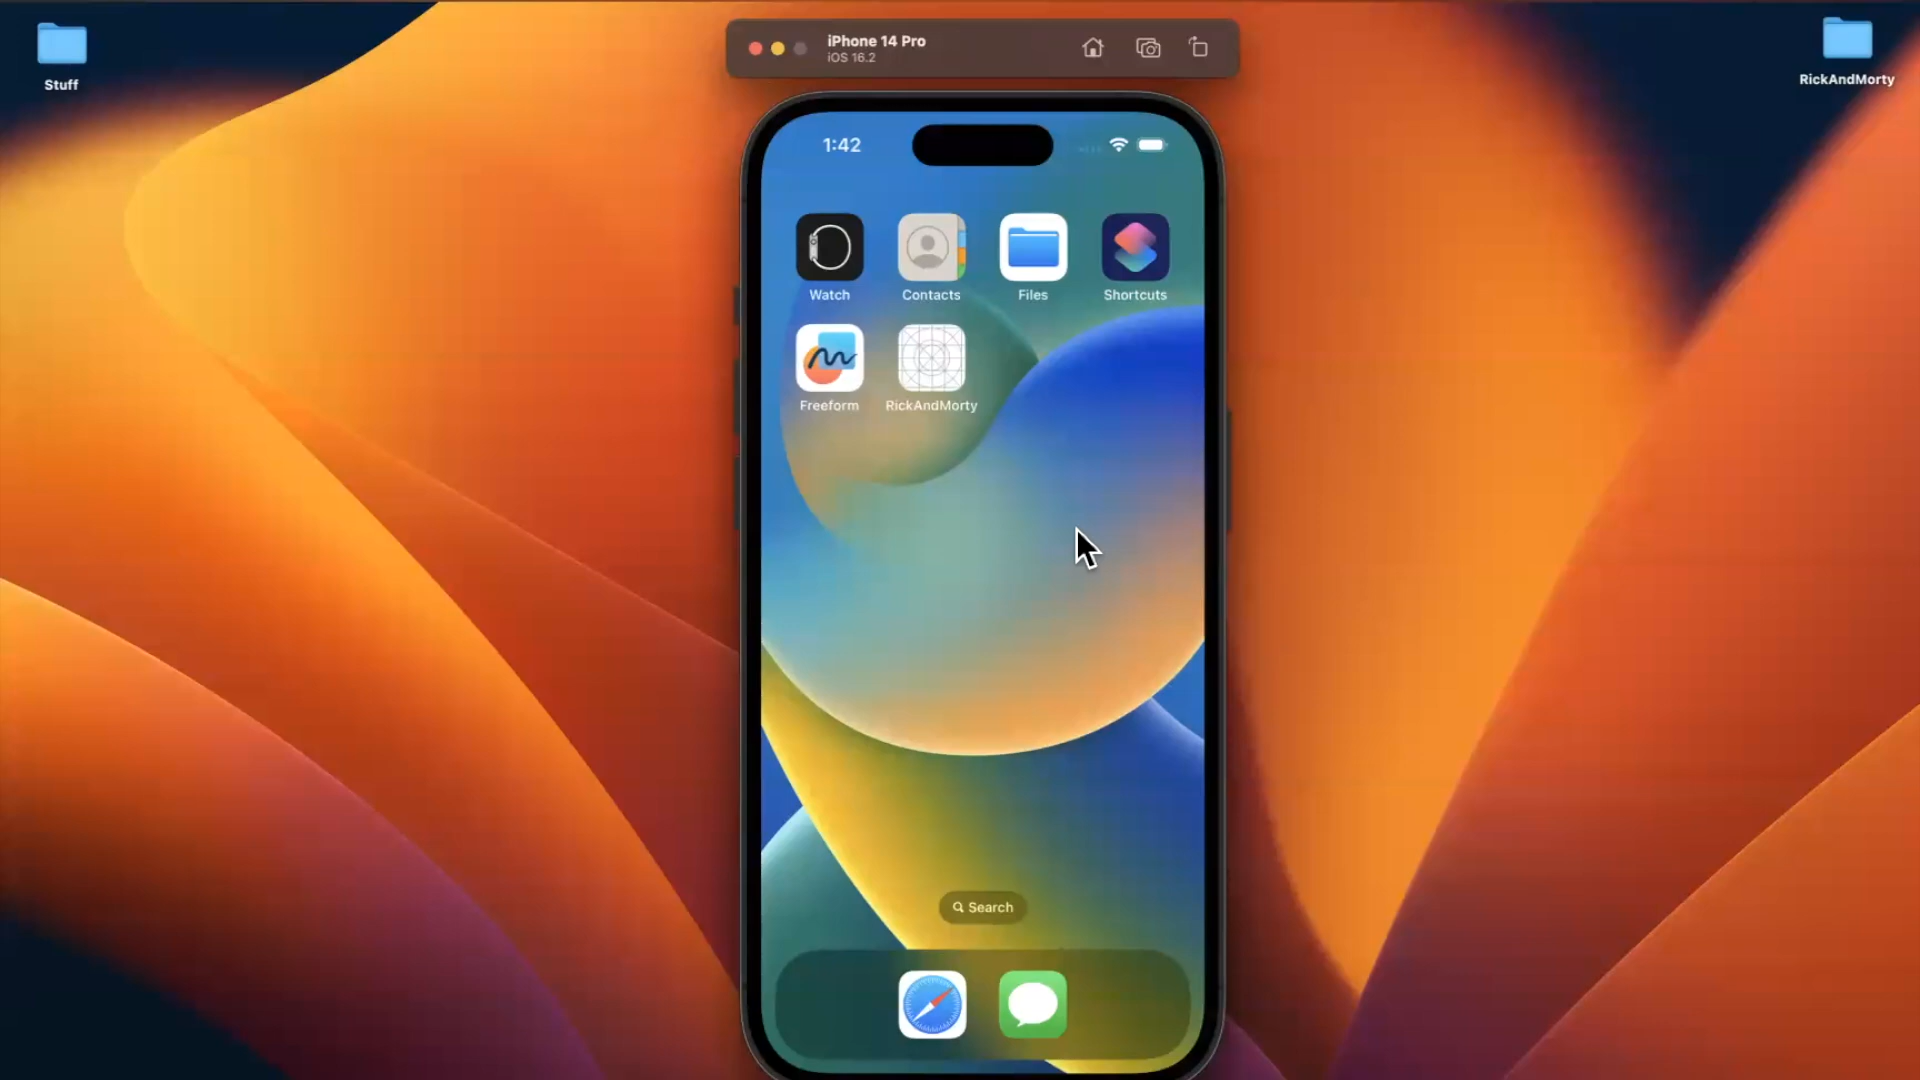 Stuff
iPhone 14 Pro
iOS 16.2
RickAndMorty
1:42
Watch
Contacts
Files
Shortcuts
Freeform
RickAndMorty
Search